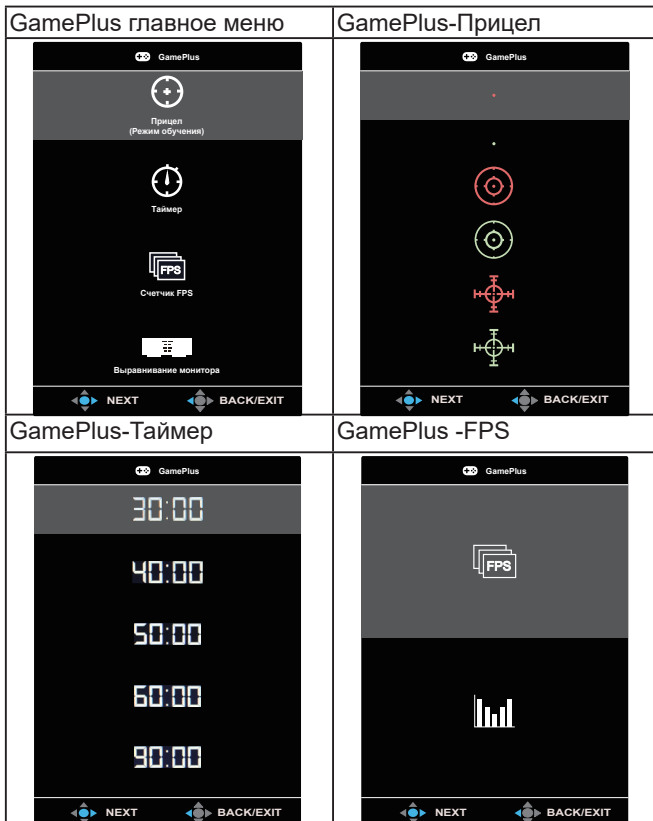 GamePlus главное меню
GamePlus-Прицел
GamePlus
Прицел
(Режим обучения)
Таймер
FPS
Счетчик FPS
Выравнивание монитора
NEXT
BACK/EXIT
GamePlus
NEXT
BACK/EXIT
GamePlus-Таймер
GamePlus -FPS
GamePlus
30:00
40:00
50:00
60:00
90:00
NEXT
BACK/EXIT
GamePlus
FPS
NEXT
BACK/EXIT